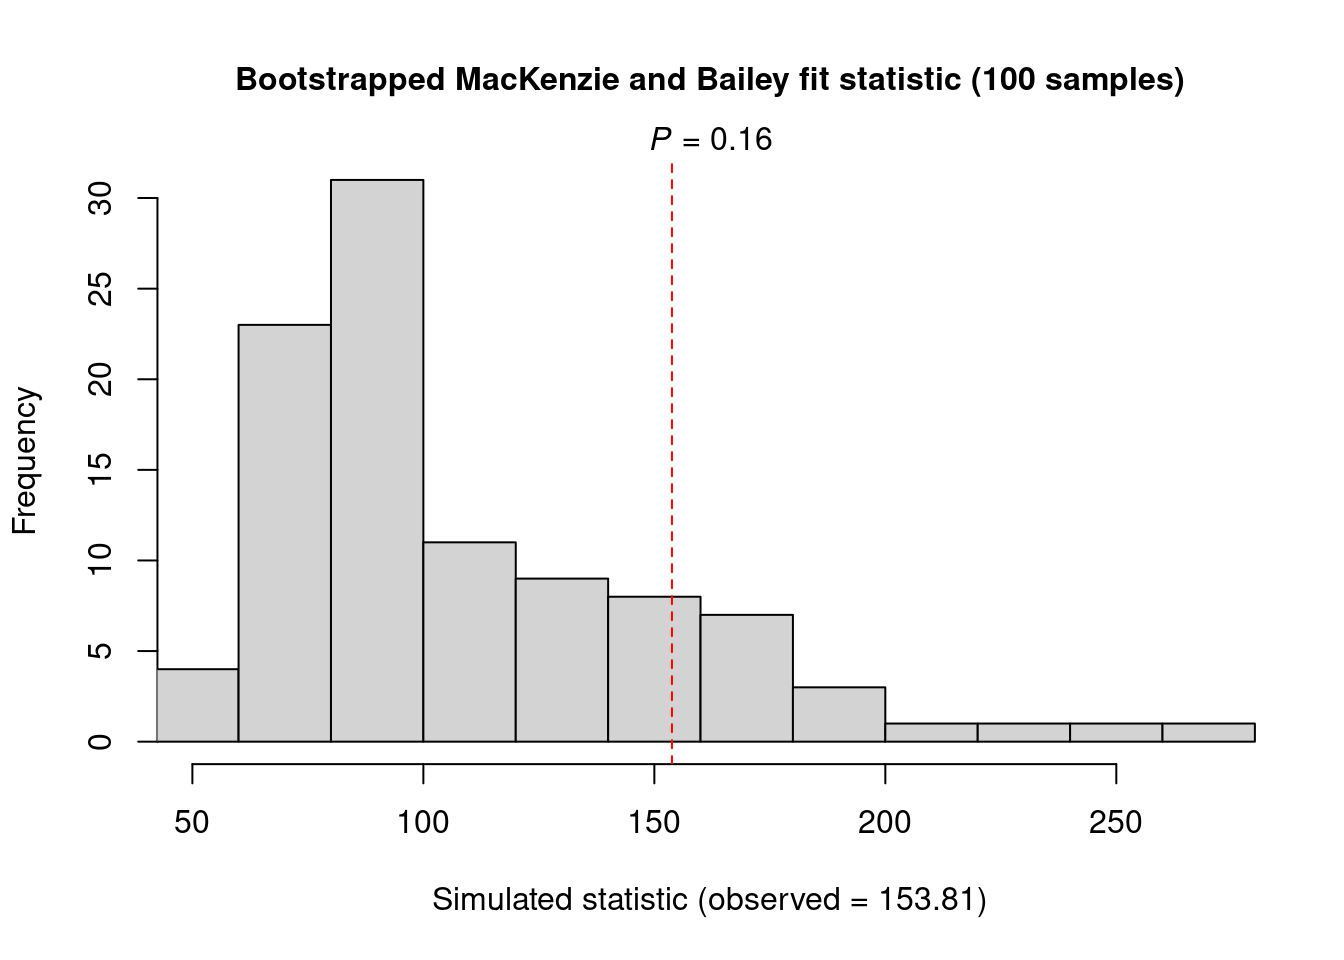 Bootstrapped MacKenzie and Bailey fit statistic (100 samples)
P = 0.16
Frequency
30
25
20
15
10
5
0
50 100 150 200 250
Simulated statistic (observed = 153.81)